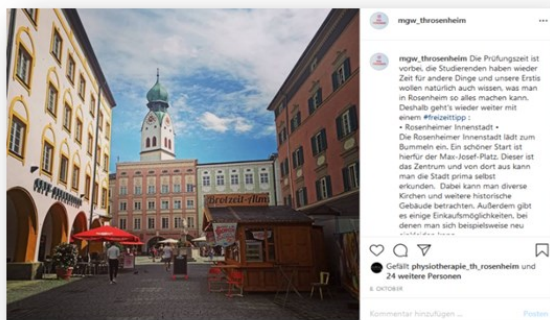 mgw_throsenheim
mgw_throsenheim Die Prüfungszeit ist
vorbei, die Studierenden haben wieder
Zeit für andere Dinge und unsere Erstis
wollen natürlich auch wissen, was man
in Rosenheim so alles machen kann.
Deshalb geht's wieder weiter mit
einem #freizeittipp :
• Rosenheimer Innenstadt •
Die Rosenheimer Innenstadt lädt zum
Bummeln ein. Ein schöner Start ist
hierfür der Max-Josef-Platz. Dieser ist
das Zentrum und von dort aus kann
man die Stadt prima selbst
erkunden. Dabei kann man diverse
Kirchen und weitere historische
Gebäude betrachten. Außerdem gibt
es einige Einkaufsmöglichkeiten, bei
denen man sich beispielsweise neu
Brotzeit-Alm
Gefällt physiotherapie_th_rosenheim und
24 weitere Personen
6. OKTOBER
Kommentar hinzufügen ...
Posten